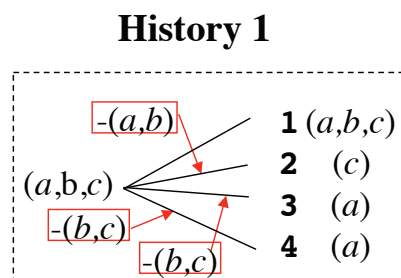 History 1
-(a,b)
1 (a,b,c)
2 (c)
(a,b,c)
3 (a)
-(b,c)
-(b,c)
4 (a)